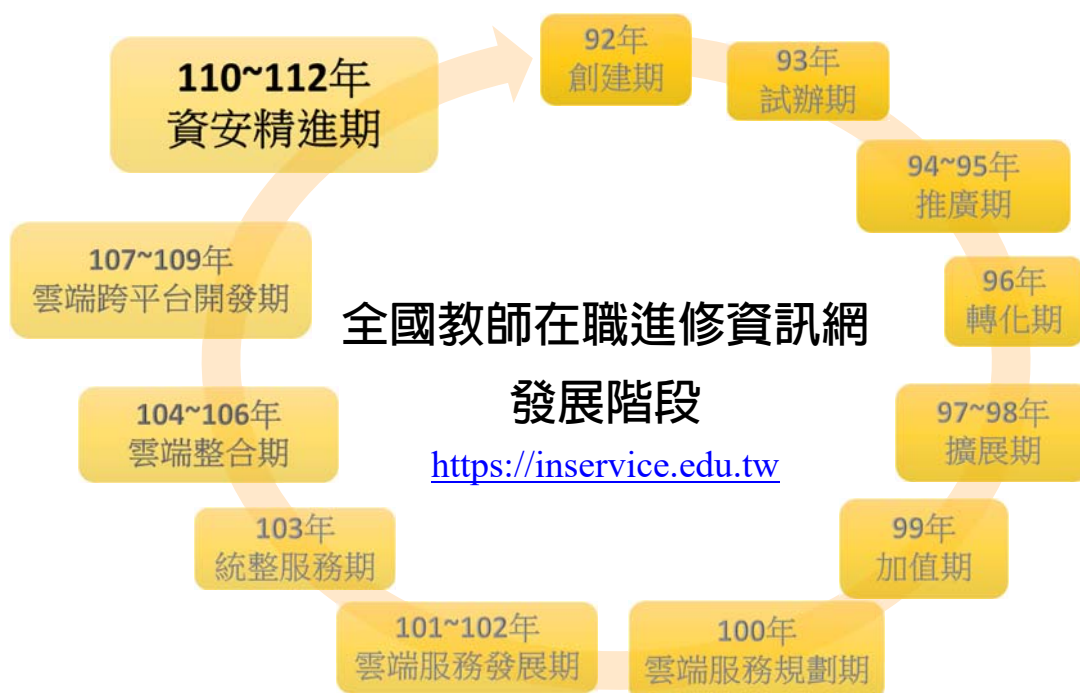 全國教師在職進修資訊網
發展階段
https://inservice.edu.tw
92年
創建期
93年
試辦期
94~95年
推廣期
96年
轉化期
97~98年
擴展期
99年
加值期
100年
雲端服務規劃期
101~102年
雲端服務發展期
103年
統整服務期
104~106年
雲端整合期
107~109年
雲端跨平台開發期
110~112年
資安精進期